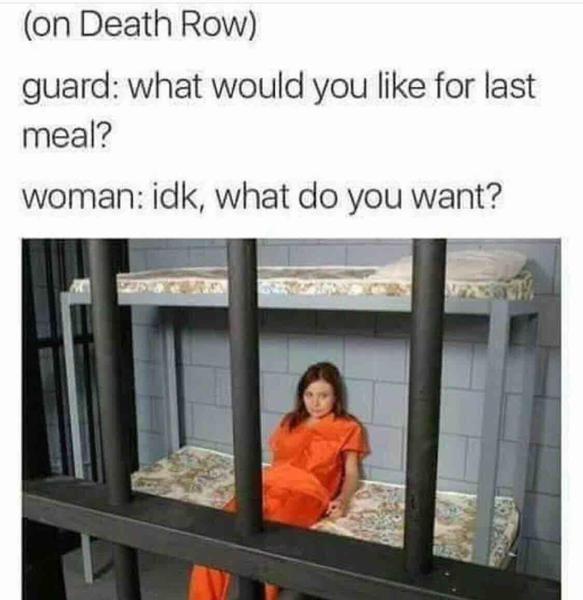 (on Death Row)
guard: what would you like for last
meal?
woman: idk, what do you want?